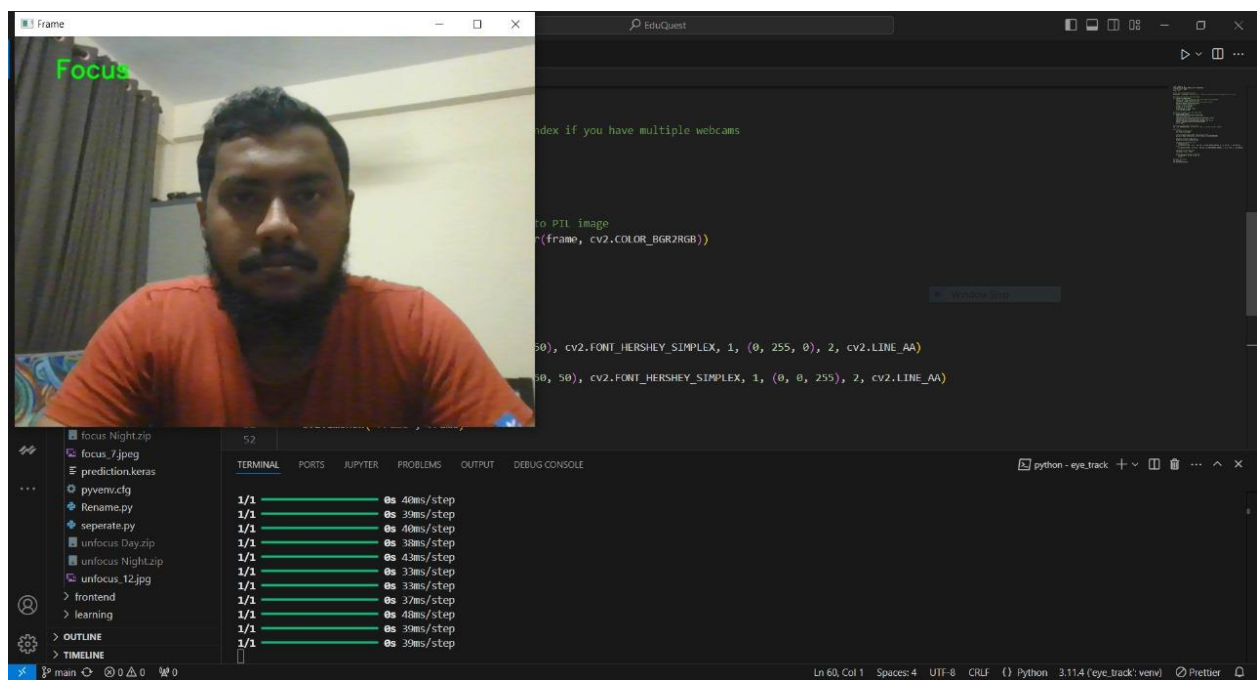 Frame
EduQuest
Focus
ndex if you have multiple webcams
to PIL image
(frame, cv2.COLOR_BGR2RGB))
Window Snip
50), cv2.FONT_HERSHEY_SIMPLEX, 1, (0, 255, 0), 2, cv2.LINE_AA)
50, 50), cv2.FONT_HERSHEY_SIMPLEX, 1, (0, 0, 255), 2, cv2.LINE_AA)
52
focus Night.zip
focus_7.jpeg
prediction.keras
pyvenv.cfg
Rename.py
seperate.py
unfocus Day.zip
unfocus Night.zip
unfocus_12.jpg
frontend
learning
OUTLINE
TIMELINE
TERMINAL PORTS JUPYTER PROBLEMS OUTPUT DEBUG CONSOLE python - eye_track
1/1 0s 40ms/step
1/1 0s 39ms/step
1/1 0s 40ms/step
1/1 0s 38ms/step
1/1 0s 43ms/step
1/1 0s 33ms/step
1/1 0s 33ms/step
1/1 0s 37ms/step
1/1 0s 48ms/step
1/1 0s 39ms/step
1/1 0s 39ms/step
main 0 0 0 Ln 60, Col 1 Spaces: 4 UTF-8 CRLF {} Python 3.11.4 ('eye_track': venv) Prettier